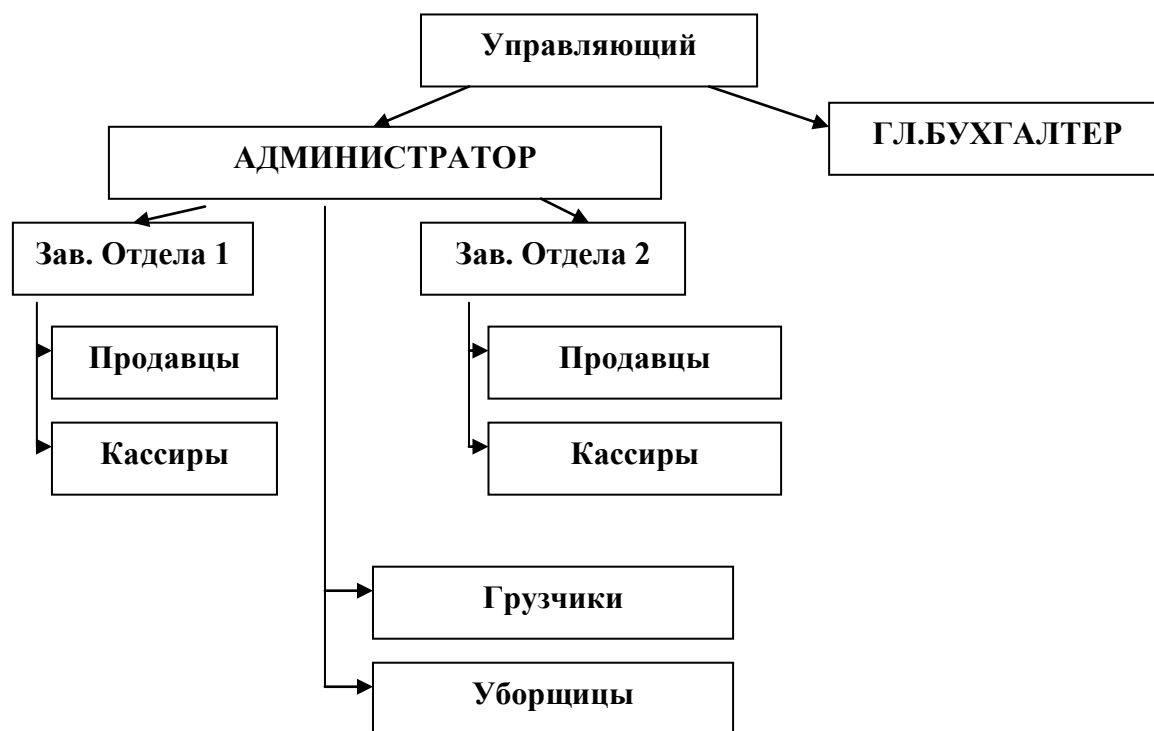 Управляющий
ГЛ.БУХГАЛТЕР
АДМИНИСТРАТОР
Зав. Отдела 1
Зав. Отдела 2
Продавцы
Продавцы
Кассиры
Кассиры
Грузчики
Уборщицы